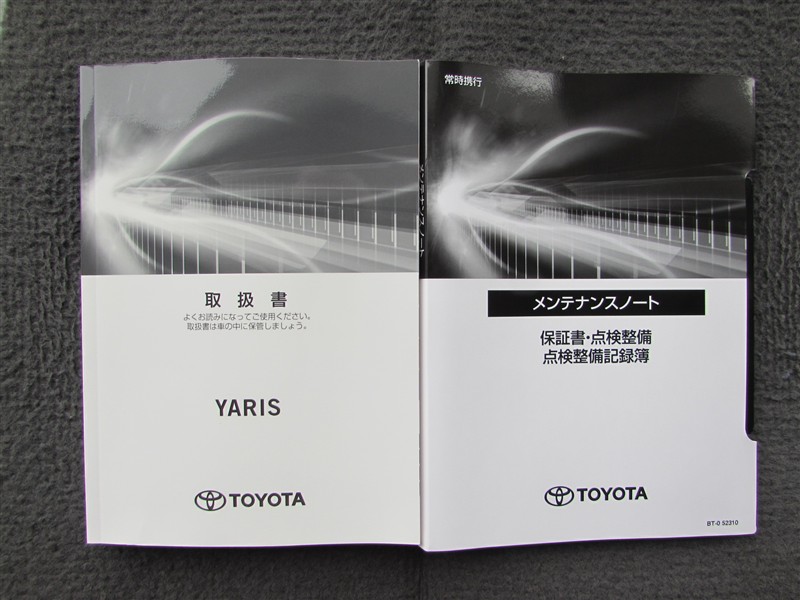 取扱書
よくお読みになってご使用ください。
取扱書は車の中に保管しましょう。
YARIS
TOYOTA
メンテナンスノート
常時携行
メンテナンスノート
保証書・点検整備
点検整備記録簿
TOYOTA
BT-0 52310